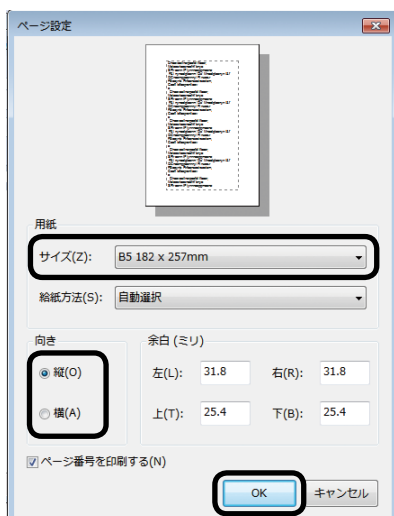 ページ設定
用紙
サイズ(Z): B5 182 x 257mm
給紙方法(S): 自動選択
向き 余白 (ミリ)
縦(O) 左(L): 31.8 右(R): 31.8
横(A) 上(T): 25.4 下(B): 25.4
ページ番号を印刷する(N)
OK キャンセル